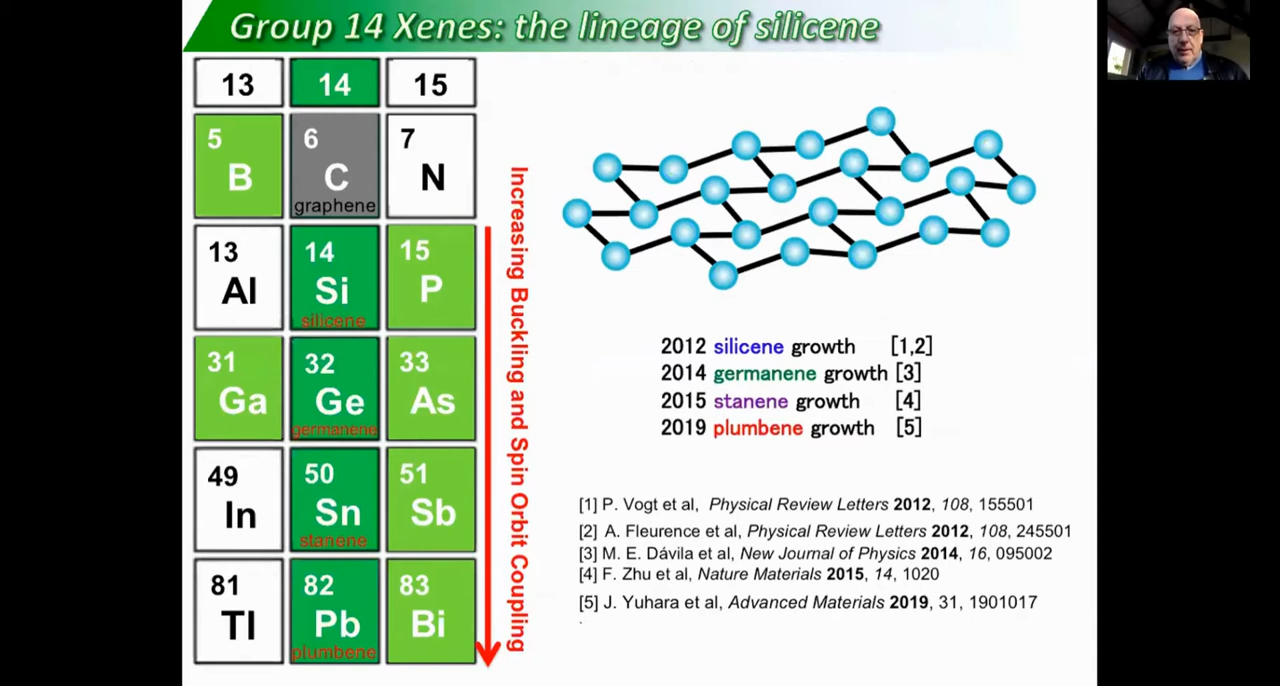 Group 14 Xenes: the lineage of silicene
13 14 15
5 6 7
B C N
graphene
13 14 15
Al Si P
silicene
31 32 33
Ga Ge As
germanene
49 50 51
In Sn Sb
stanene
81 82 83
Tl Pb Bi
plumbene
Increasing Buckling and Spin Orbit Coupling
2012 silicene growth [1,2]
2014 germanene growth [3]
2015 stanene growth [4]
2019 plumbene growth [5]
[1] P. Vogt et al, Physical Review Letters 2012, 108, 155501
[2] A. Fleurence et al, Physical Review Letters 2012, 108, 245501
[3] M. E. Dávila et al, New Journal of Physics 2014, 16, 095002
[4] F. Zhu et al, Nature Materials 2015, 14, 1020
[5] J. Yuhara et al, Advanced Materials 2019, 31, 1901017